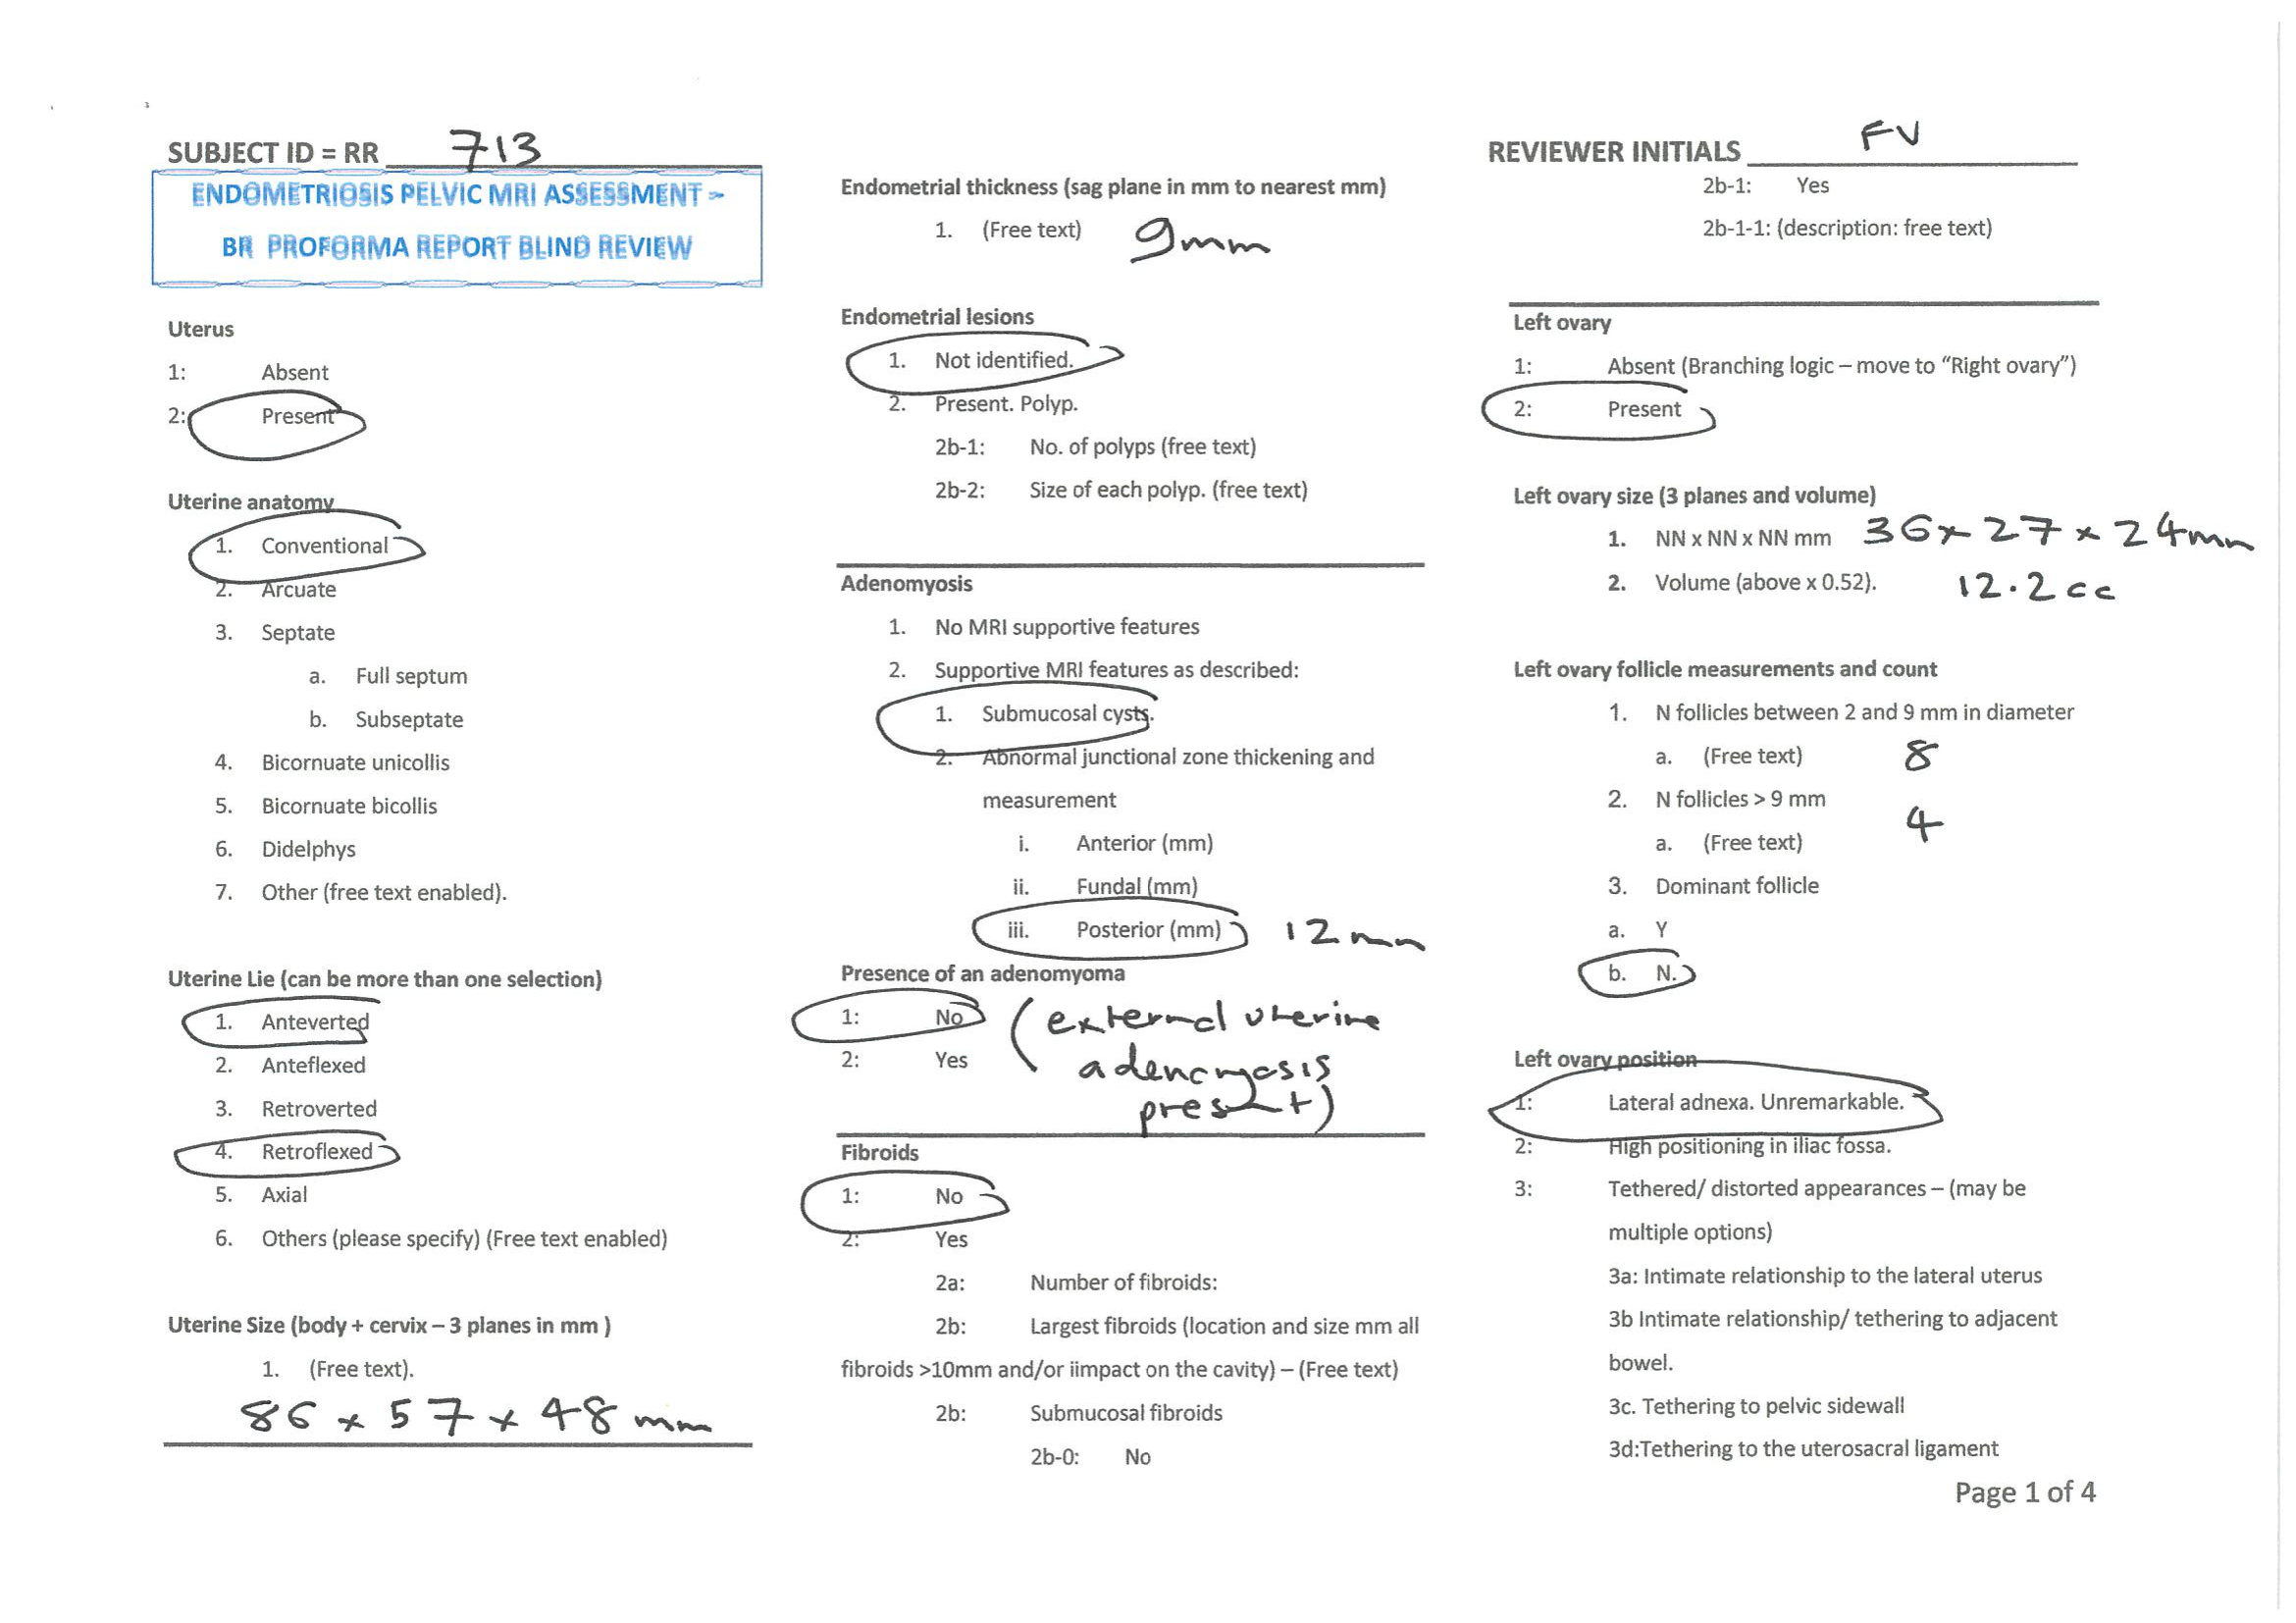 SUBJECT ID = RR 713
ENDOMETRIOSIS PELVIC MRI ASSESSMENT –
BR PROFORMA REPORT BLIND REVIEW
Uterus
1: Absent
2: Present
Uterine anatomy
1. Conventional
2. Arcuate
3. Septate
a. Full septum
b. Subseptate
4. Bicornuate unicollis
5. Bicornuate bicollis
6. Didelphys
7. Other (free text enabled).
Uterine Lie (can be more than one selection)
1. Anteverted
2. Anteflexed
3. Retroverted
4. Retroflexed
5. Axial
6. Others (please specify) (Free text enabled)
Uterine Size (body + cervix – 3 planes in mm )
1. (Free text).
86 x 57 x 48 mm
Endometrial thickness (sag plane in mm to nearest mm)
1. (Free text) 9mm
Endometrial lesions
1. Not identified.
2. Present. Polyp.
2b-1: No. of polyps (free text)
2b-2: Size of each polyp. (free text)
Adenomyosis
1. No MRI supportive features
2. Supportive MRI features as described:
1. Submucosal cysts.
2. Abnormal junctional zone thickening and
measurement
i. Anterior (mm)
ii. Fundal (mm)
iii. Posterior (mm) 12 mm
Presence of an adenomyoma
1: No (external uterine
2: Yes adenomyosis
present)
Fibroids
1: No
2: Yes
2a: Number of fibroids:
2b: Largest fibroids (location and size mm all
fibroids >10mm and/or iimpact on the cavity) – (Free text)
2b: Submucosal fibroids
2b-0: No
REVIEWER INITIALS FV
2b-1: Yes
2b-1-1: (description: free text)
Left ovary
1: Absent (Branching logic – move to “Right ovary”)
2: Present
Left ovary size (3 planes and volume)
1. NN x NN x NN mm 36 x 27 x 24mm
2. Volume (above x 0.52). 12.2 cc
Left ovary follicle measurements and count
1. N follicles between 2 and 9 mm in diameter
a. (Free text) 8
2. N follicles > 9 mm
4
a. (Free text)
3. Dominant follicle
a. Y
b. N.
Left ovary position
1: Lateral adnexa. Unremarkable.
2: High positioning in iliac fossa.
3: Tethered/ distorted appearances – (may be
multiple options)
3a: Intimate relationship to the lateral uterus
3b Intimate relationship/ tethering to adjacent
bowel.
3c. Tethering to pelvic sidewall
3d:Tethering to the uterosacral ligament
Page 1 of 4